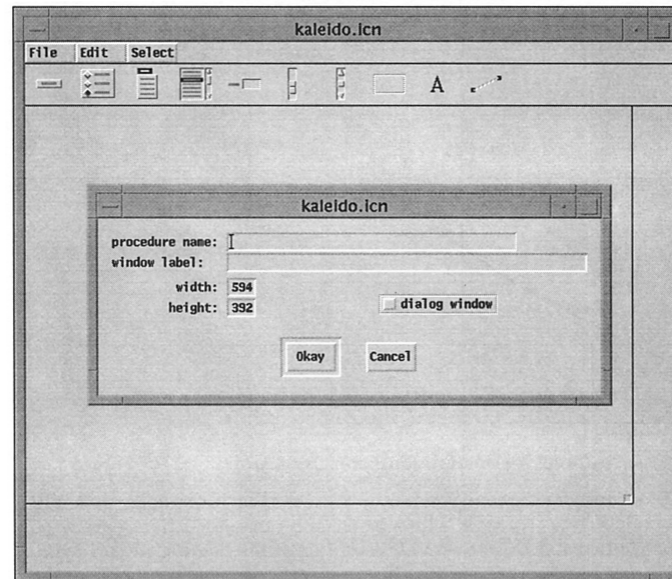 kaleido.icn
File Edit Select
A
kaleido.icn
procedure name:
window label:
width: 594
height: 392
dialog window
Okay Cancel